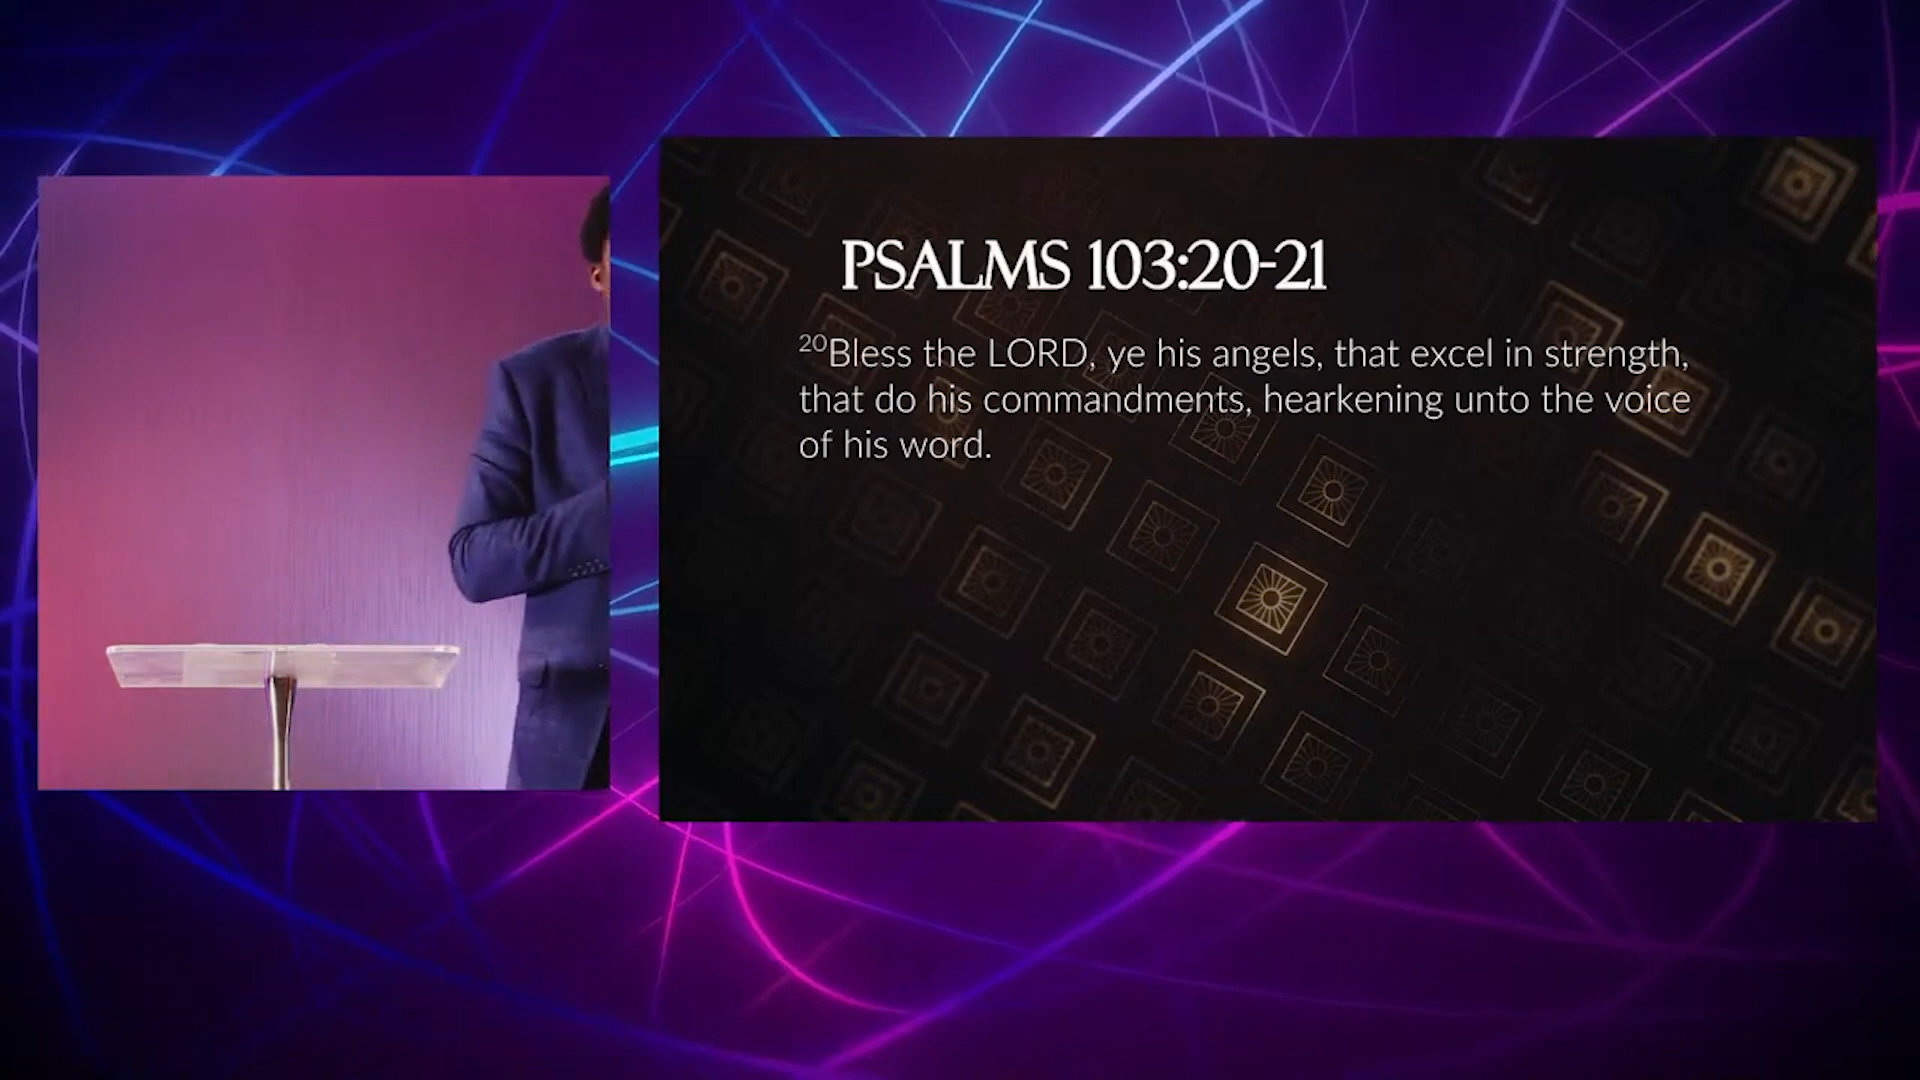 PSALMS 103:20-21
20Bless the LORD, ye his angels, that excel in strength,
that do his commandments, hearkening unto the voice
of his word.